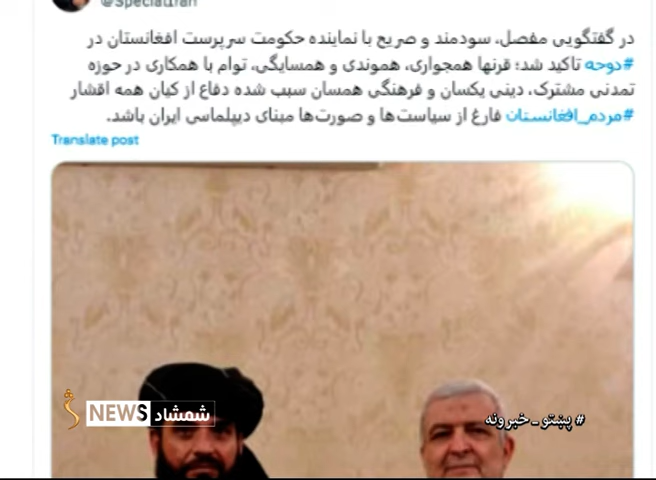 @SpecialIran
در گفتگویی مفصل، سودمند و صریح با نماینده حکومت سرپرست افغانستان در
#دوحه تاکید شد؛ قرنها همجواری، هموندی و همسایگی، توام با همکاری در حوزه
تمدنی مشترک، دینی یکسان و فرهنگی همسان سبب شده دفاع از کیان همه اقشار
#مردم_افغانستان فارغ از سیاست‌ها و صورت‌ها مبنای دیپلماسی ایران باشد.
Translate post
NEWS شمشاد
# پښتو - خبرونه